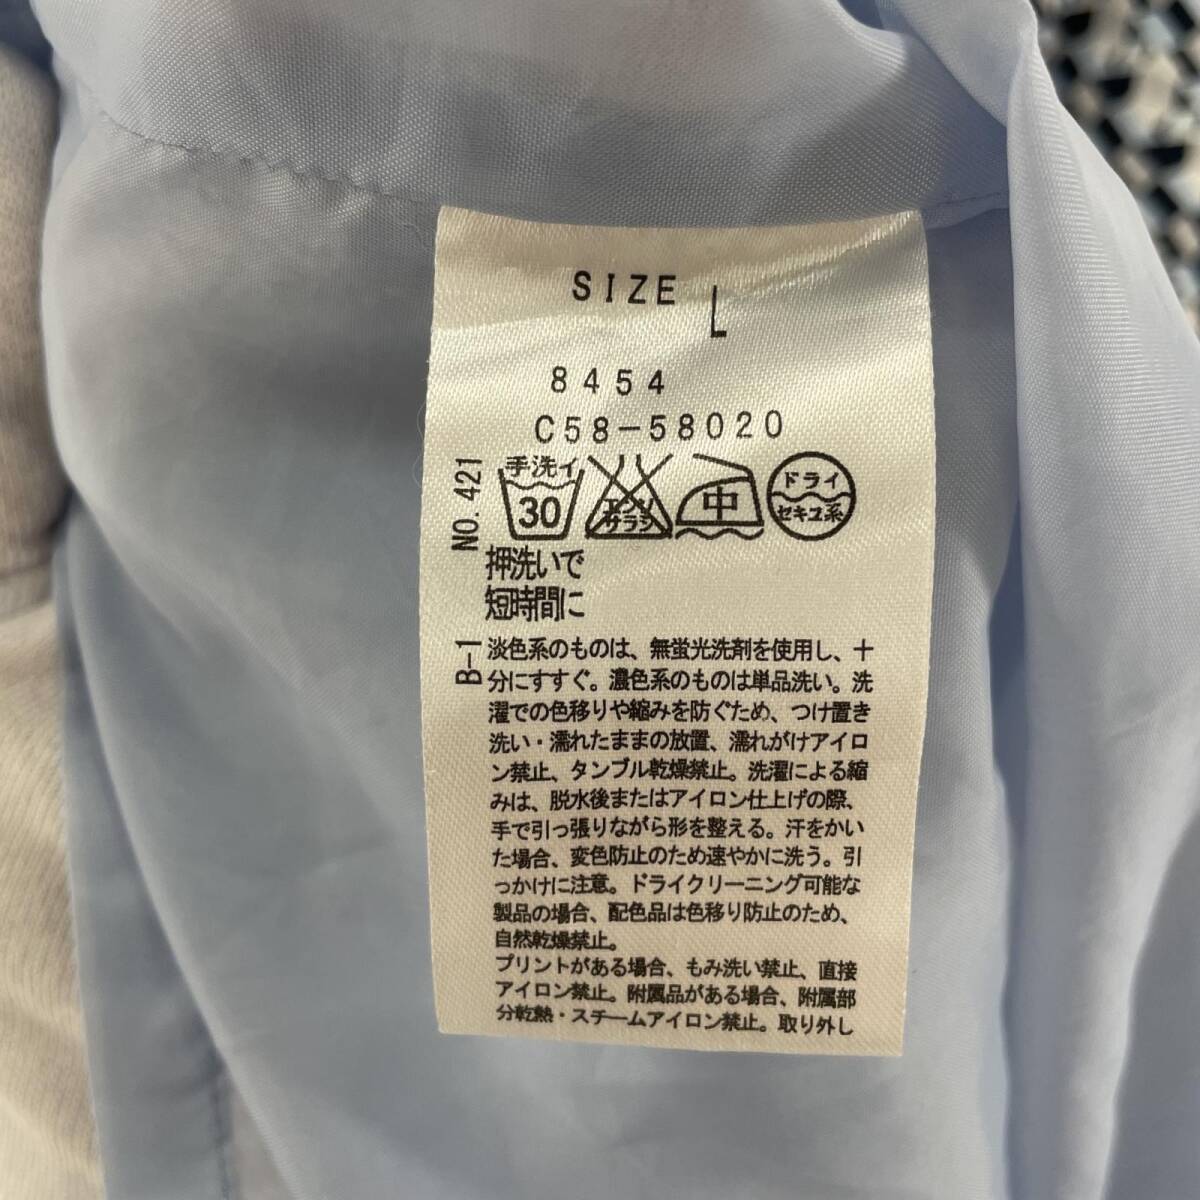 SIZE L
8454
C58-58020
NO. 421
手洗イ
30
エンソ
サラシ
中
ドライ
セキユ系
押洗いで
短時間に
B-1
淡色系のものは、無蛍光洗剤を使用し、十
分にすすぐ。濃色系のものは単品洗い。洗
濯での色移りや縮みを防ぐため、つけ置き
洗い・濡れたままの放置、濡れがけアイロ
ン禁止、タンブル乾燥禁止。洗濯による縮
みは、脱水後またはアイロン仕上げの際、
手で引っ張りながら形を整える。汗をかい
た場合、変色防止のため速やかに洗う。引
っかけに注意。ドライクリーニング可能な
製品の場合、配色品は色移り防止のため、
自然乾燥禁止。
プリントがある場合、もみ洗い禁止、直接
アイロン禁止。附属品がある場合、附属部
分乾熱・スチームアイロン禁止。取り外し